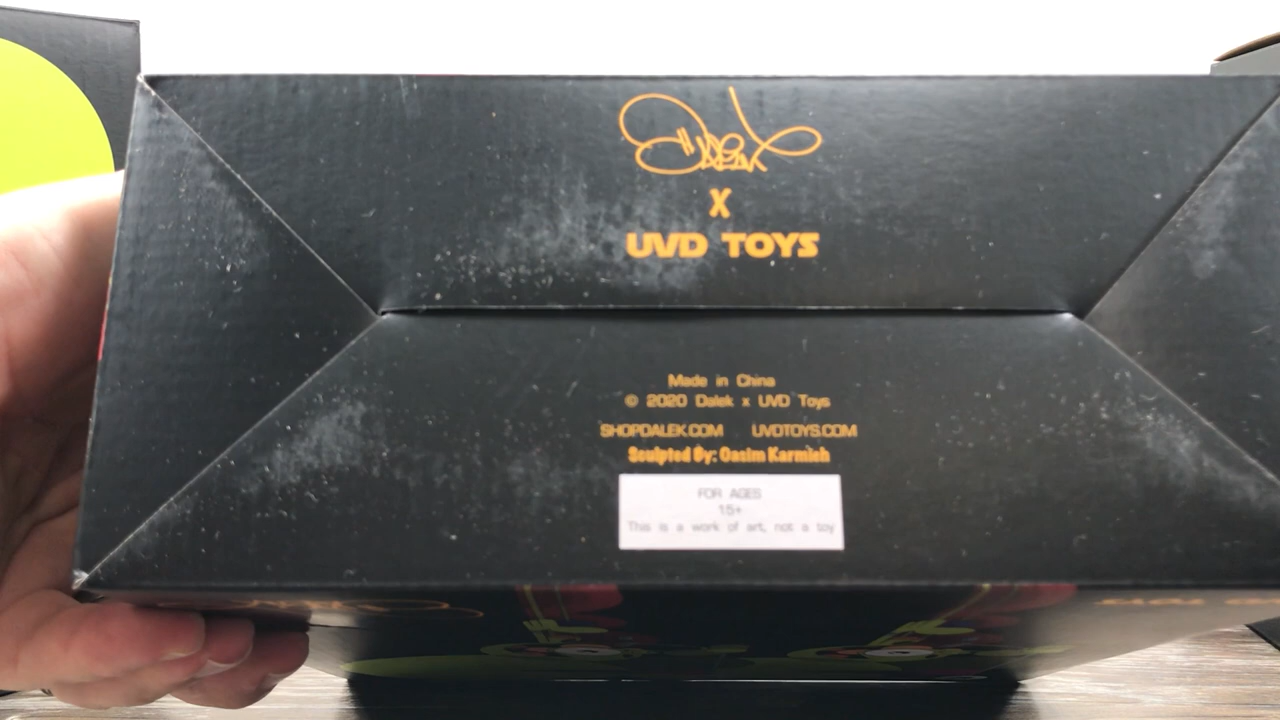 Dalek
X
UVD TOYS
Made in China
© 2020 Dalek x UVD Toys
SHOPDALEK.COM UVDTOYS.COM
Sculpted By: Qasim Karmieh
FOR AGES
15+
This is a work of art, not a toy